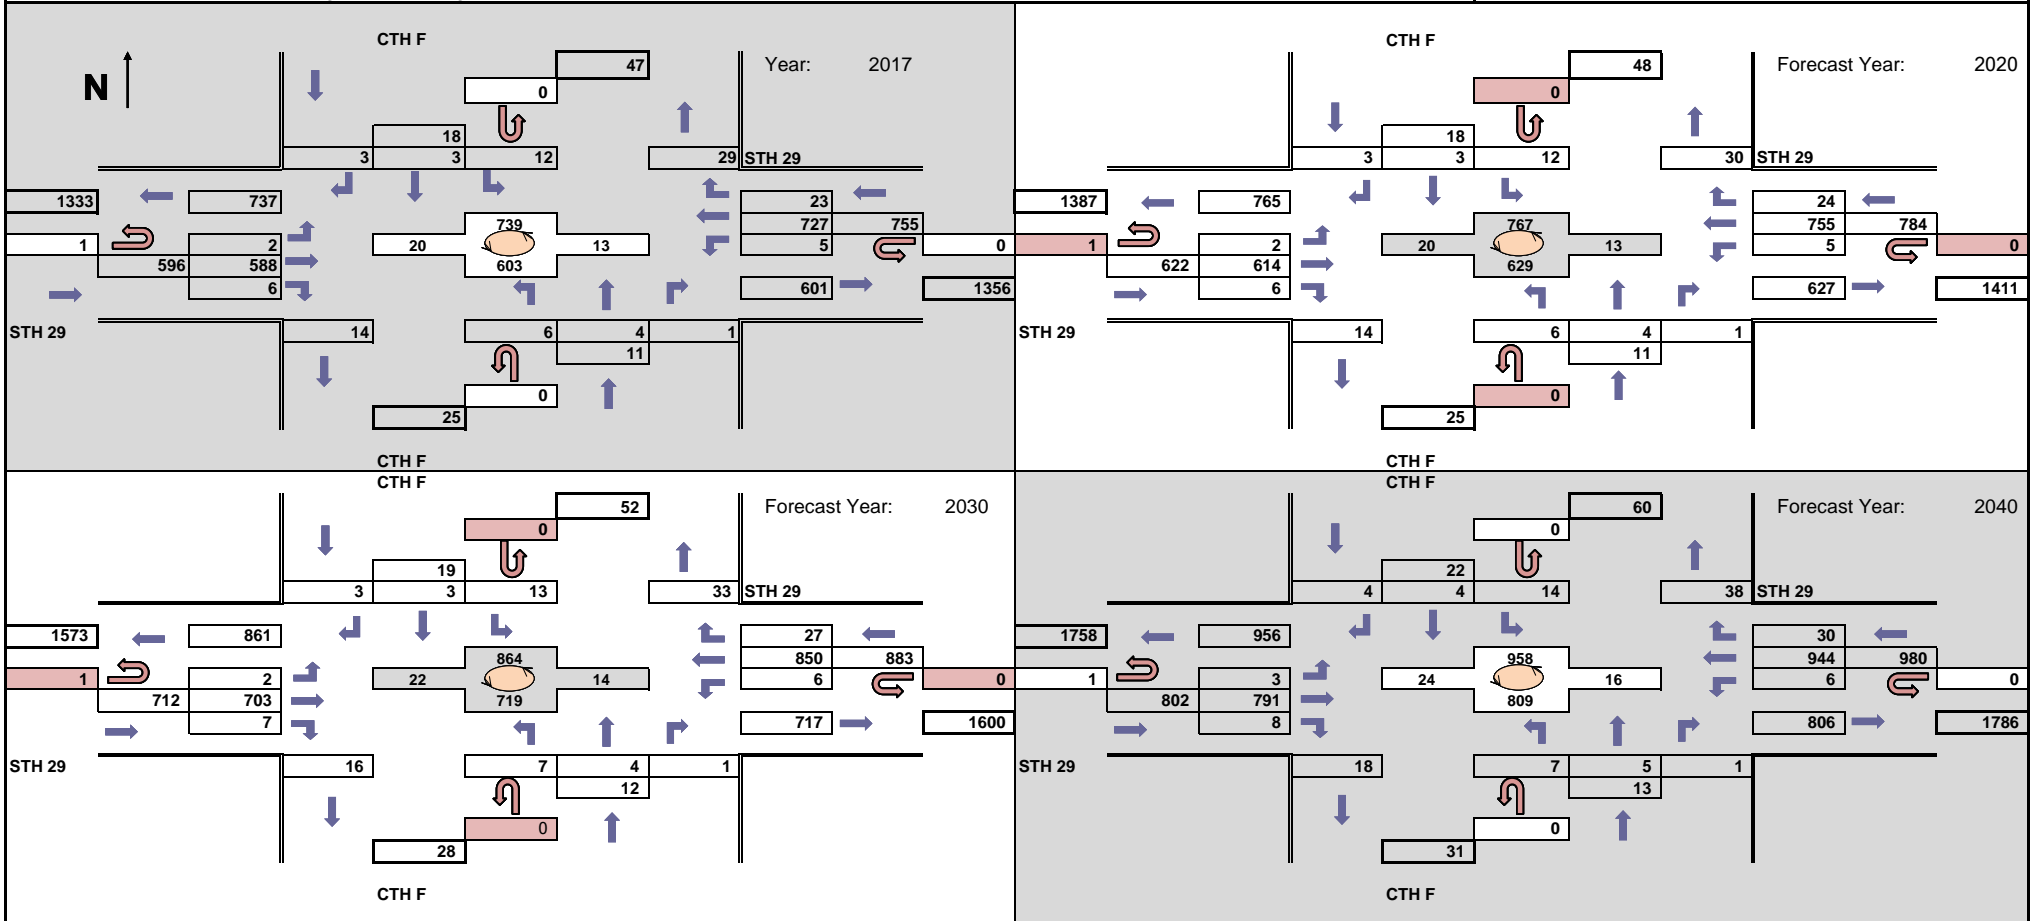 CTH F
47
Year: 2017
N
0
18
3 3 12 29 STH 29
1333 737 23
739 727 755
1 2 20 13 5 0
596 588 603
6 601 1356
STH 29 14 6 4 1
11
0
25
CTH F
CTH F
48
Forecast Year: 2020
0
18
3 3 12 30 STH 29
1387 765 24
767 755 784
1 2 20 13 5 0
622 614 629
6 627 1411
STH 29 14 6 4 1
11
0
25
CTH F
CTH F
52
Forecast Year: 2030
0
19
3 3 13 33 STH 29
1573 861 27
864 850 883
1 2 22 14 6 0
712 703 719
7 717 1600
STH 29 16 7 4 1
12
0
28
CTH F
CTH F
60
Forecast Year: 2040
0
22
4 4 14 38 STH 29
1758 956 30
958 944 980
1 3 24 16 6 0
802 791 809
8 806 1786
STH 29 18 7 5 1
13
0
31
CTH F